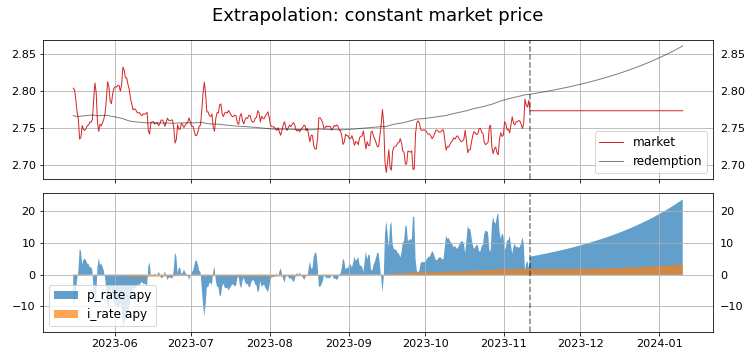 Extrapolation: constant market price
2.85 2.85
2.80 2.80
2.75 2.75
2.70 2.70
market
redemption
20 20
10 10
0 0
−10 −10
p_rate apy
i_rate apy
2023-06 2023-07 2023-08 2023-09 2023-10 2023-11 2023-12 2024-01